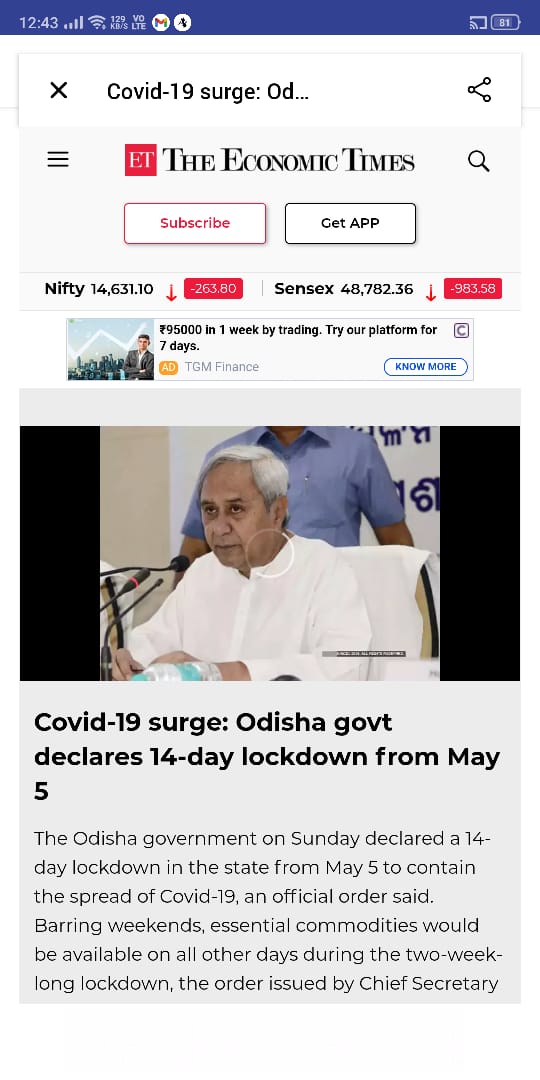 12:43 129 KB/S VO LTE 81
Covid-19 surge: Od...
ET THE ECONOMIC TIMES
Subscribe Get APP
Nifty 14,631.10 ↓ -263.80 Sensex 48,782.36 ↓ -983.58
₹95000 in 1 week by trading. Try our platform for
7 days.
AD TGM Finance KNOW MORE
Covid-19 surge: Odisha govt
declares 14-day lockdown from May
5
The Odisha government on Sunday declared a 14-
day lockdown in the state from May 5 to contain
the spread of Covid-19, an official order said.
Barring weekends, essential commodities would
be available on all other days during the two-week-
long lockdown, the order issued by Chief Secretary